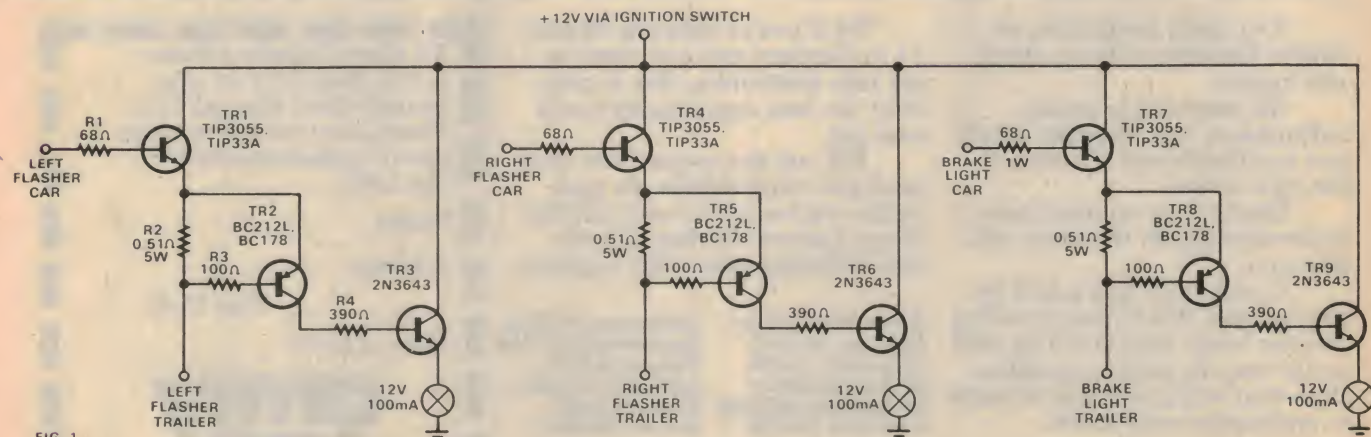 + 12V VIA IGNITION SWITCH
R1
68Ω
LEFT
FLASHER
CAR
TR1
TIP3055.
TIP33A
R2
0.51Ω
5W
R3
100Ω
TR2
BC212L.
BC178
R4
390Ω
TR3
2N3643
LEFT
FLASHER
TRAILER
12V
100mA
68Ω
RIGHT
FLASHER
CAR
TR4
TIP3055.
TIP33A
0.51Ω
5W
100Ω
TR5
BC212L.
BC178
390Ω
TR6
2N3643
RIGHT
FLASHER
TRAILER
12V
100mA
68Ω
1W
BRAKE
LIGHT
CAR
TR7
TIP3055.
TIP33A
0.51Ω
5W
100Ω
TR8
BC212L.
BC178
390Ω
TR9
2N3643
BRAKE
LIGHT
TRAILER
12V
100mA
FIG. 1